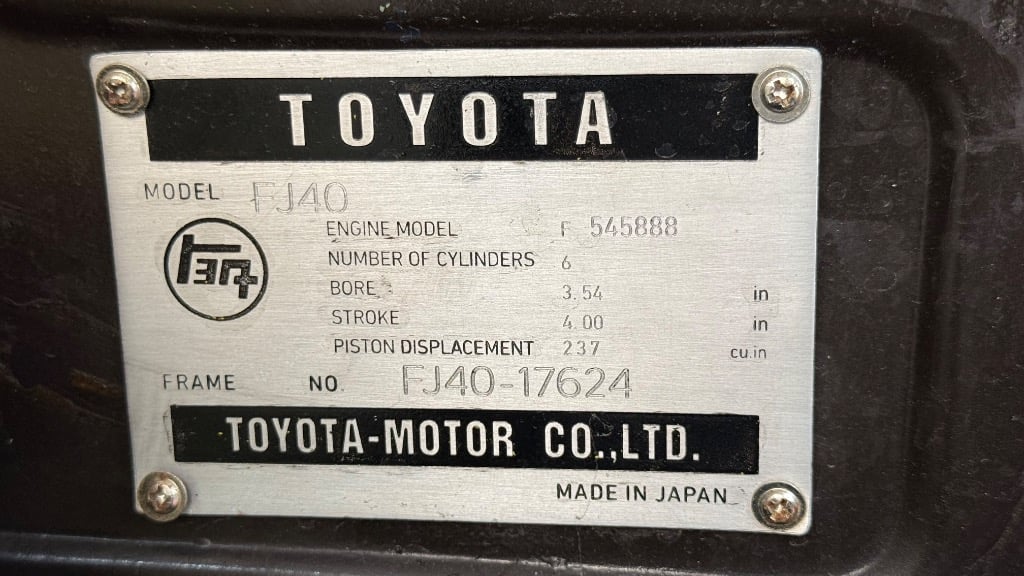 TOYOTA
MODEL FJ40
ENGINE MODEL F 545888
NUMBER OF CYLINDERS 6
BORE 3.54 in
STROKE 4.00 in
PISTON DISPLACEMENT 237 cu.in
FRAME NO. FJ40-17624
TOYOTA-MOTOR CO.,LTD.
MADE IN JAPAN